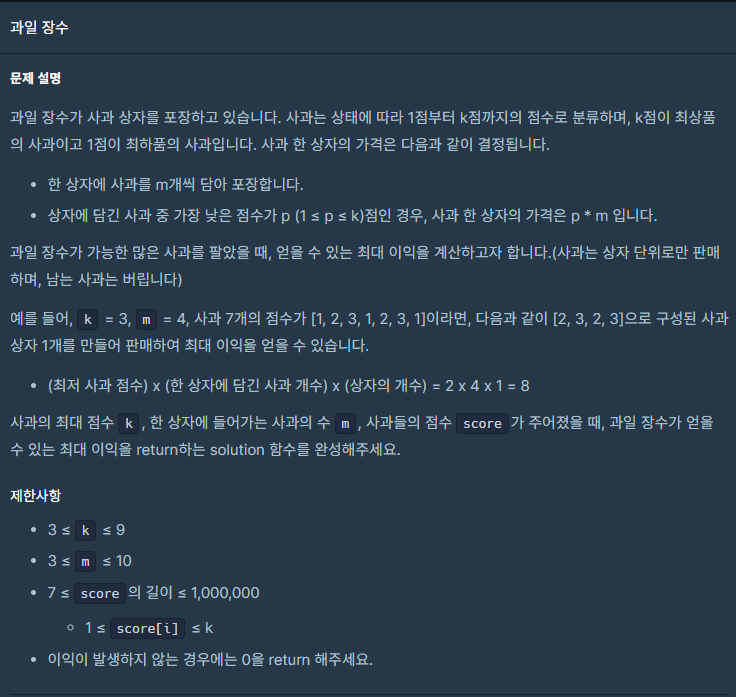 과일 장수
문제 설명
과일 장수가 사과 상자를 포장하고 있습니다. 사과는 상태에 따라 1점부터 k점까지의 점수로 분류하며, k점이 최상품
의 사과이고 1점이 최하품의 사과입니다. 사과 한 상자의 가격은 다음과 같이 결정됩니다.
• 한 상자에 사과를 m개씩 담아 포장합니다.
• 상자에 담긴 사과 중 가장 낮은 점수가 p (1 ≤ p ≤ k)점인 경우, 사과 한 상자의 가격은 p * m 입니다.
과일 장수가 가능한 많은 사과를 팔았을 때, 얻을 수 있는 최대 이익을 계산하고자 합니다.(사과는 상자 단위로만 판매
하며, 남는 사과는 버립니다)
예를 들어, k = 3, m = 4, 사과 7개의 점수가 [1, 2, 3, 1, 2, 3, 1]이라면, 다음과 같이 [2, 3, 2, 3]으로 구성된 사과
상자 1개를 만들어 판매하여 최대 이익을 얻을 수 있습니다.
• (최저 사과 점수) x (한 상자에 담긴 사과 개수) x (상자의 개수) = 2 x 4 x 1 = 8
사과의 최대 점수 k, 한 상자에 들어가는 사과의 수 m, 사과들의 점수 score가 주어졌을 때, 과일 장수가 얻을
수 있는 최대 이익을 return하는 solution 함수를 완성해주세요.
제한사항
• 3 ≤ k ≤ 9
• 3 ≤ m ≤ 10
• 7 ≤ score의 길이 ≤ 1,000,000
◦ 1 ≤ score[i] ≤ k
• 이익이 발생하지 않는 경우에는 0을 return 해주세요.